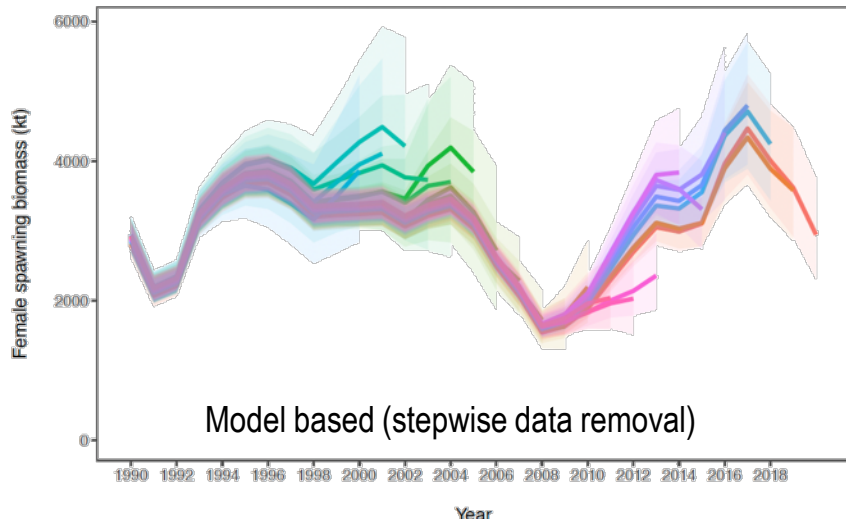 6000
4000
2000
0
Female spawning biomass (kt)
Model based (stepwise data removal)
1990 1992 1994 1996 1998 2000 2002 2004 2006 2008 2010 2012 2014 2016 2018
Year